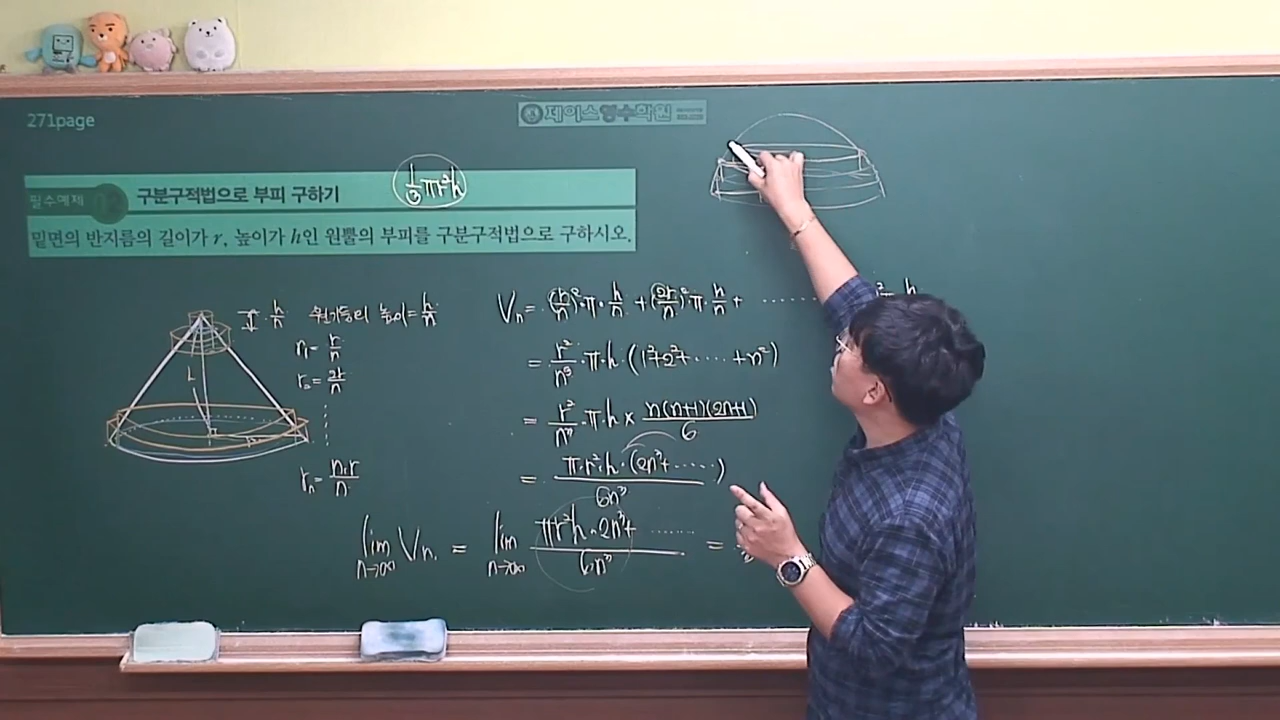 271page
제이스영수학원
필수예제
구분구적법으로 부피 구하기
1/3 πr²h
밑면의 반지름의 길이가 r, 높이가 h인 원뿔의 부피를 구분구적법으로 구하시오.
h/n 원기둥의 높이 = h/n
r₁ = r/n
r₂ = 2r/n
⋮
rₙ = n·r/n
L
Vₙ = (r/n)²·π·h/n + (2r/n)²·π·h/n + ········
= r²/n³·π·h (1²+2²+ ···· +n²)
= r²/n³·π·h × n(n+1)(2n+1)/6
= π·r²·h·(2n³+ ······)/6n³
lim n→∞ Vₙ = lim n→∞ πr²h·2n³+ ········/6n³ =